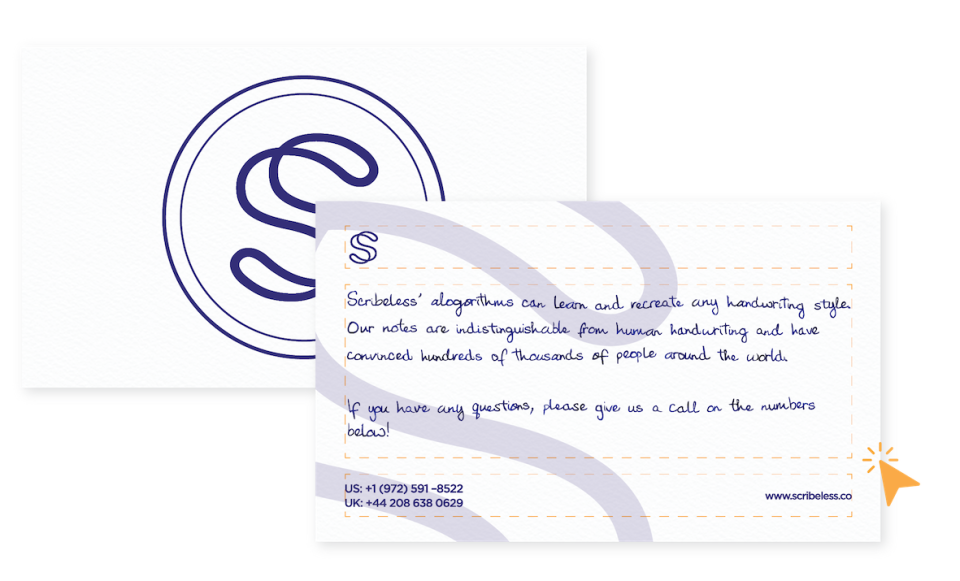 Scribeless' alogorithms can learn and recreate any handwriting style.
Our notes are indistinguishable from human handwriting and have
convinced hundreds of thousands of people around the world.
If you have any questions, please give us a call on the numbers
below!
US: +1 (972) 591 -8522
UK: +44 208 638 0629
www.scribeless.co